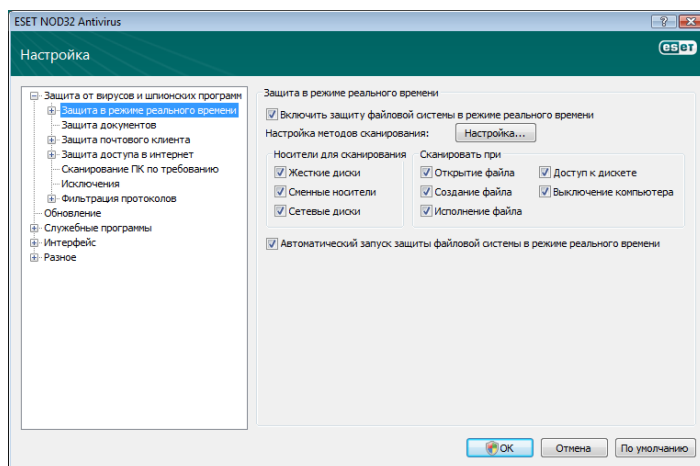 ESET NOD32 Antivirus
Настройка
eseт
Защита от вирусов и шпионских программ
Защита в режиме реального времени
Защита документов
Защита почтового клиента
Защита доступа в интернет
Сканирование ПК по требованию
Исключения
Фильтрация протоколов
Обновление
Служебные программы
Интерфейс
Разное
Защита в режиме реального времени
Включить защиту файловой системы в режиме реального времени
Настройка методов сканирования: Настройка...
Носители для сканирования
Жесткие диски
Сменные носители
Сетевые диски
Сканировать при
Открытие файла
Доступ к дискете
Создание файла
Выключение компьютера
Исполнение файла
Автоматический запуск защиты файловой системы в режиме реального времени
OK
Отмена
По умолчанию